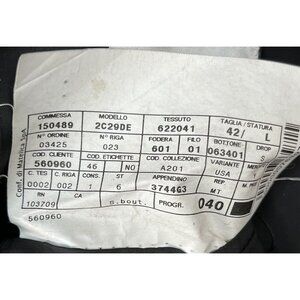 COMMESSA MODELLO TESSUTO TAGLIA / STATURA
150489 2C29DE 622041 42/ L
N° ORDINE N° RIGA FODERA FILO BOTTONE DROP
03425 023 601 01 063401 S
COD. CLIENTE COD. ETICHETTE COD. COLLEZIONE VARIANTE
560960 46 NO A201 USA
C. TES C. RIGA CONS. ST APPENDINO REF
0002 002 1 6 374463 MT
RN CA PROGR. 040
103709 s.bout.
560960
Conf. di Matelica SpA